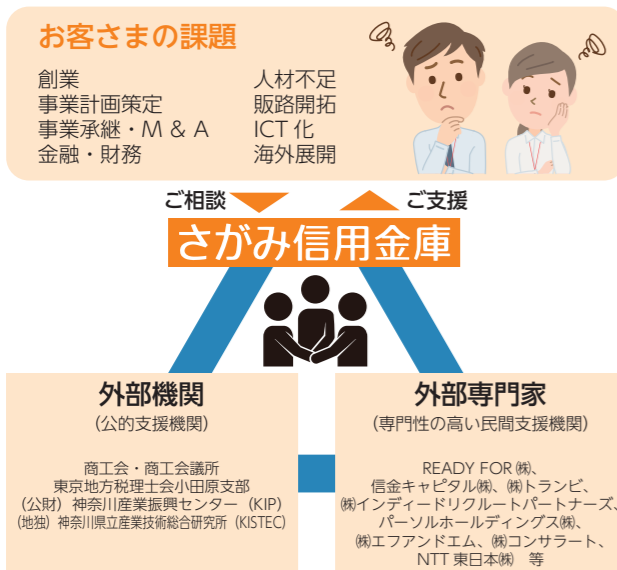 お客さまの課題
創業
事業計画策定
事業承継・M & A
金融・財務
人材不足
販路開拓
ICT 化
海外展開
ご相談
ご支援
さがみ信用金庫
外部機関
(公的支援機関)
商工会・商工会議所
東京地方税理士会小田原支部
(公財) 神奈川産業振興センター (KIP)
(地独) 神奈川県立産業技術総合研究所 (KISTEC)
外部専門家
(専門性の高い民間支援機関)
READY FOR ㈱、
信金キャピタル㈱、㈱トランビ、
㈱インディードリクルートパートナーズ、
パーソルホールディングス㈱、
㈱エフアンドエム、㈱コンサラート、
NTT 東日本㈱ 等